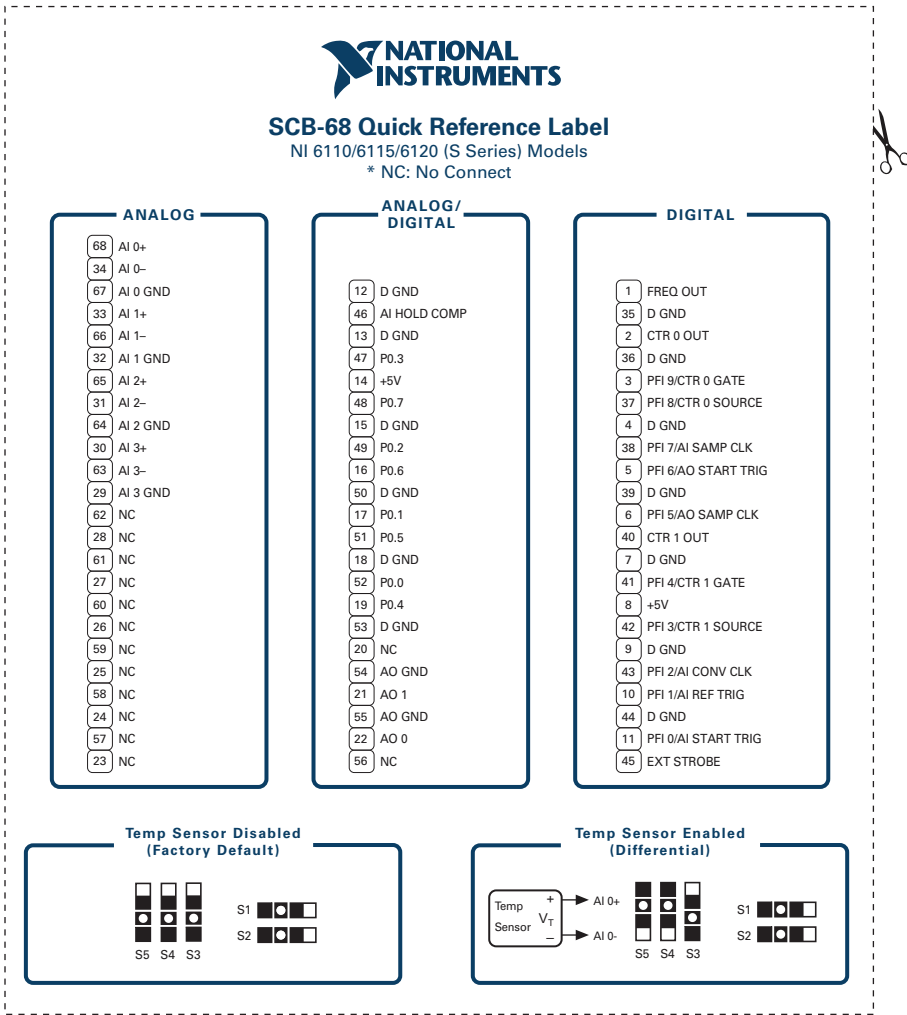 NATIONAL
INSTRUMENTS
SCB-68 Quick Reference Label
NI 6110/6115/6120 (S Series) Models
* NC: No Connect
ANALOG
68 AI 0+
34 AI 0–
67 AI 0 GND
33 AI 1+
66 AI 1–
32 AI 1 GND
65 AI 2+
31 AI 2–
64 AI 2 GND
30 AI 3+
63 AI 3–
29 AI 3 GND
62 NC
28 NC
61 NC
27 NC
60 NC
26 NC
59 NC
25 NC
58 NC
24 NC
57 NC
23 NC
ANALOG/
DIGITAL
12 D GND
46 AI HOLD COMP
13 D GND
47 P0.3
14 +5V
48 P0.7
15 D GND
49 P0.2
16 P0.6
50 D GND
17 P0.1
51 P0.5
18 D GND
52 P0.0
19 P0.4
53 D GND
20 NC
54 AO GND
21 AO 1
55 AO GND
22 AO 0
56 NC
DIGITAL
1 FREQ OUT
35 D GND
2 CTR 0 OUT
36 D GND
3 PFI 9/CTR 0 GATE
37 PFI 8/CTR 0 SOURCE
4 D GND
38 PFI 7/AI SAMP CLK
5 PFI 6/AO START TRIG
39 D GND
6 PFI 5/AO SAMP CLK
40 CTR 1 OUT
7 D GND
41 PFI 4/CTR 1 GATE
8 +5V
42 PFI 3/CTR 1 SOURCE
9 D GND
43 PFI 2/AI CONV CLK
10 PFI 1/AI REF TRIG
44 D GND
11 PFI 0/AI START TRIG
45 EXT STROBE
Temp Sensor Disabled
(Factory Default)
S1
S2
S5 S4 S3
Temp Sensor Enabled
(Differential)
Temp
Sensor
+
VT
–
AI 0+
AI 0-
S1
S2
S5 S4 S3